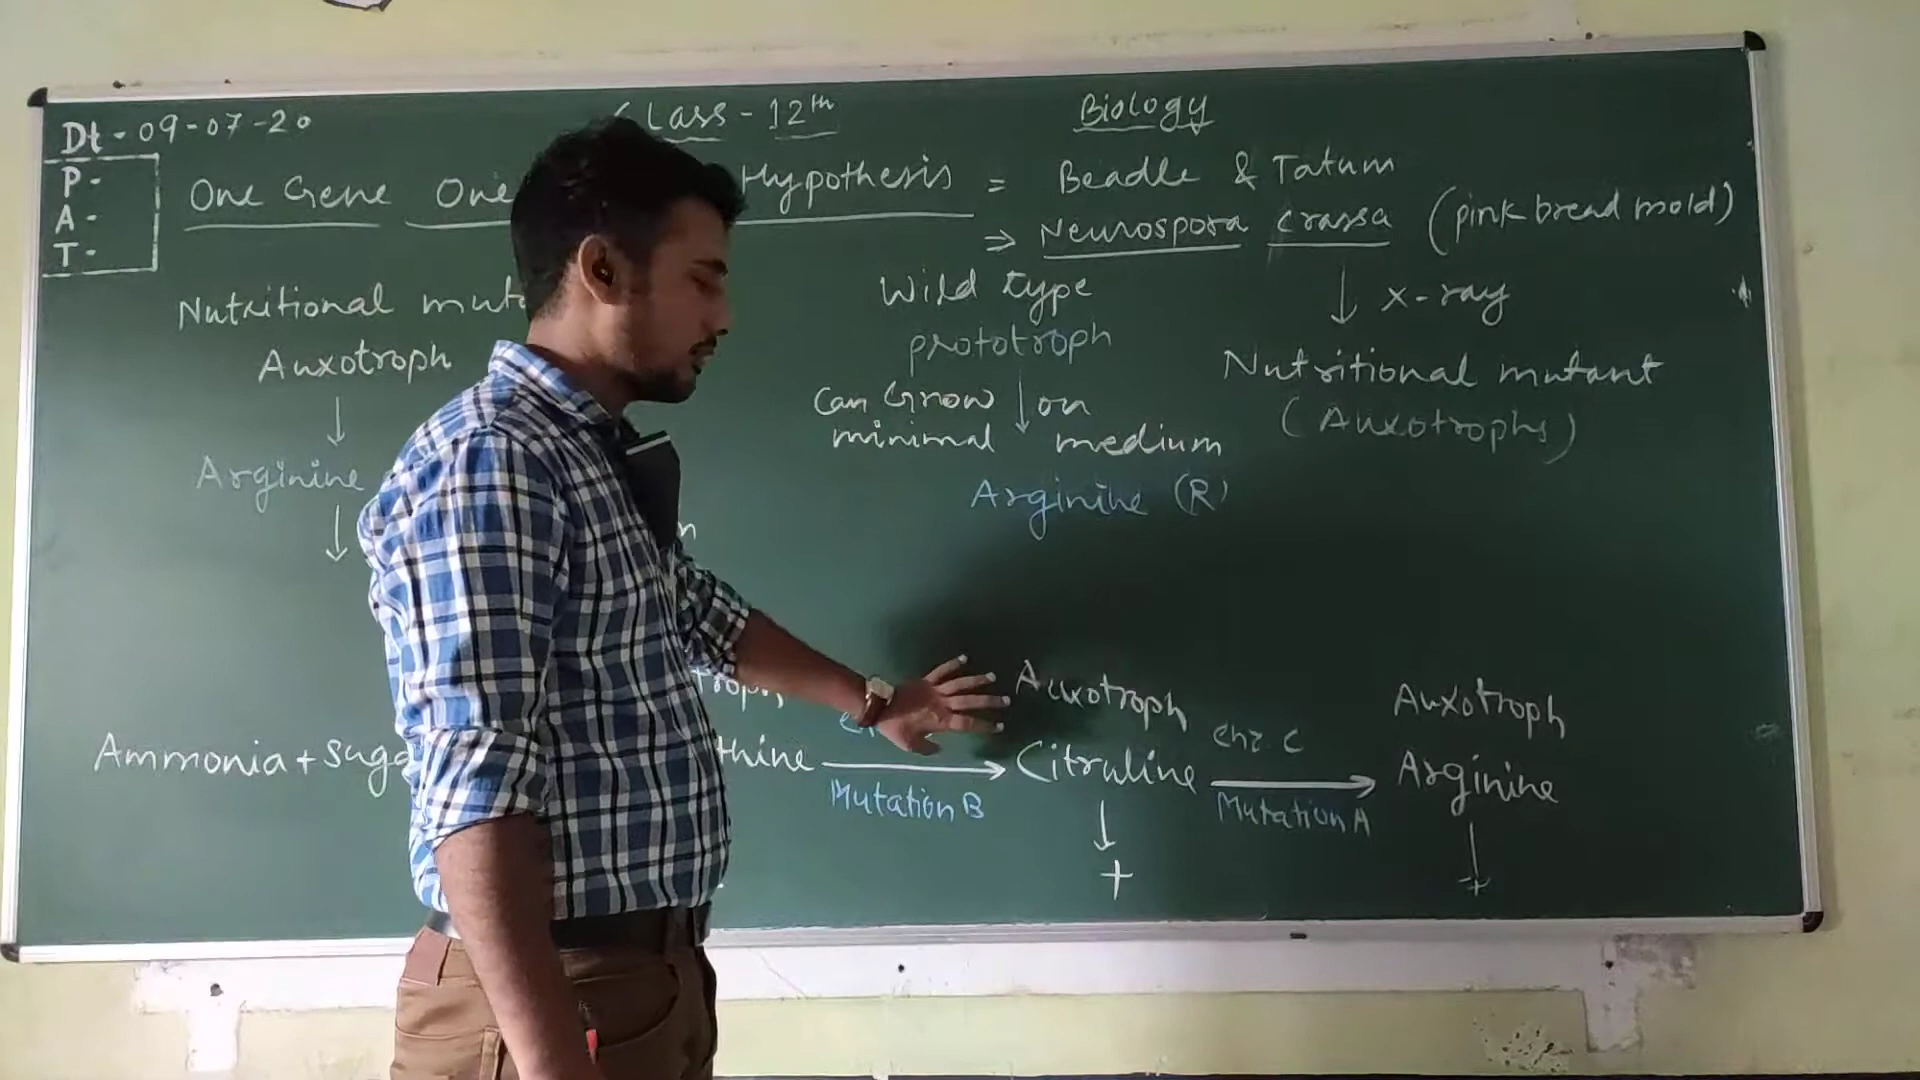 Dt - 09-07-20
Class - 12th
Biology
P -
A -
T -
One Gene One Hypothesis = Beadle & Tatum
⇒ Neurospora crassa (pink bread mold)
↓ x-ray
Nutritional mutant
(Auxotrophs)
Wild type
prototroph
Can Grow ↓ on
minimal medium
Arginine (R)
Nutritional
Auxotroph
↓
Arginine
↓
Auxotroph
Auxotroph
enz. C
Ammonia + → Citruline → Arginine
Mutation B
Mutation A
↓
+
↓
+